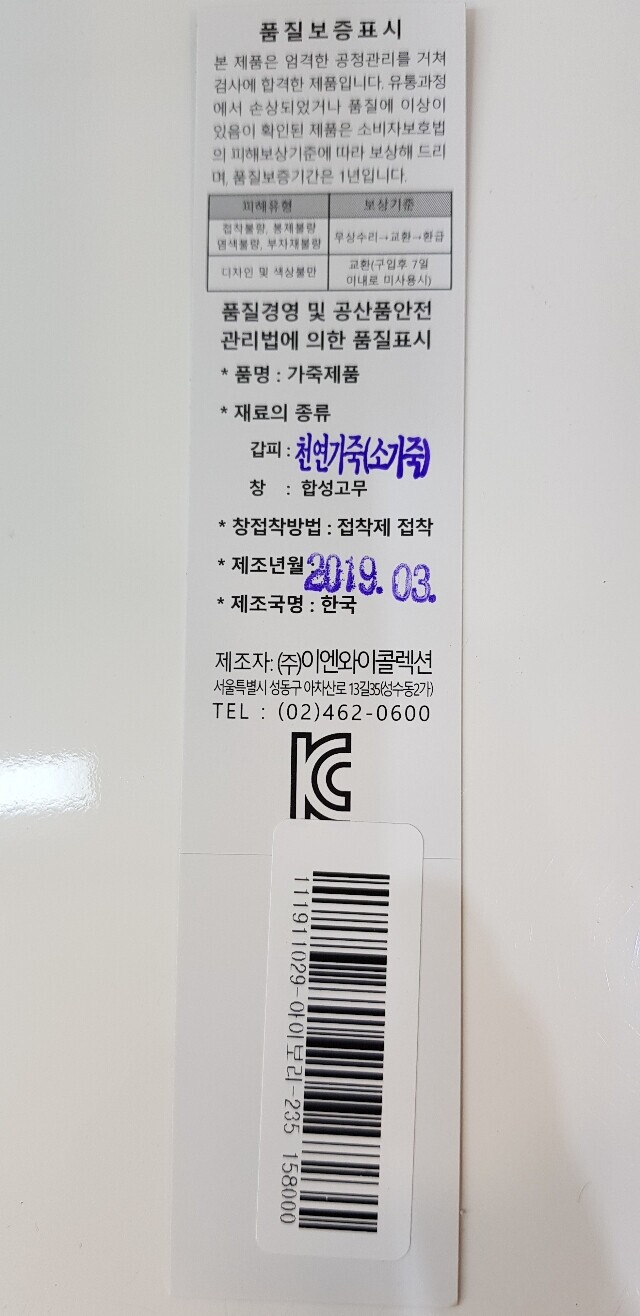 품질보증표시
본 제품은 엄격한 공정관리를 거쳐
검사에 합격한 제품입니다. 유통과정
에서 손상되었거나 품질에 이상이
있음이 확인된 제품은 소비자보호법
의 피해보상기준에 따라 보상해 드리
며, 품질보증기간은 1년입니다.
피해유형 보상기준
접착불량, 봉제불량
염색불량, 부자재불량 무상수리→교환→환급
디자인 및 색상불만 교환(구입후 7일
이내로 미사용시)
품질경영 및 공산품안전
관리법에 의한 품질표시
* 품명 : 가죽제품
* 재료의 종류
갑피 : 천연가죽(소가죽)
창 : 합성고무
* 창접착방법 : 접착제 접착
* 제조년월 2019. 03.
* 제조국명 : 한국
제조자: (주)이엔와이콜렉션
서울특별시 성동구 아차산로 13길35(성수동2가)
TEL : (02)462-0600
KC
111911029-아이보리-235 158000